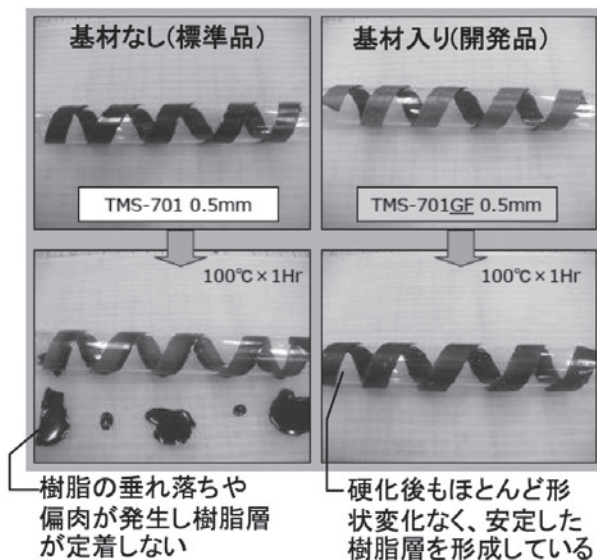 基材なし(標準品)
基材入り(開発品)
TMS-701 0.5mm
TMS-701GF 0.5mm
100℃×1Hr
100℃×1Hr
樹脂の垂れ落ちや
偏肉が発生し樹脂層
が定着しない
硬化後もほとんど形
状変化なく、安定した
樹脂層を形成している